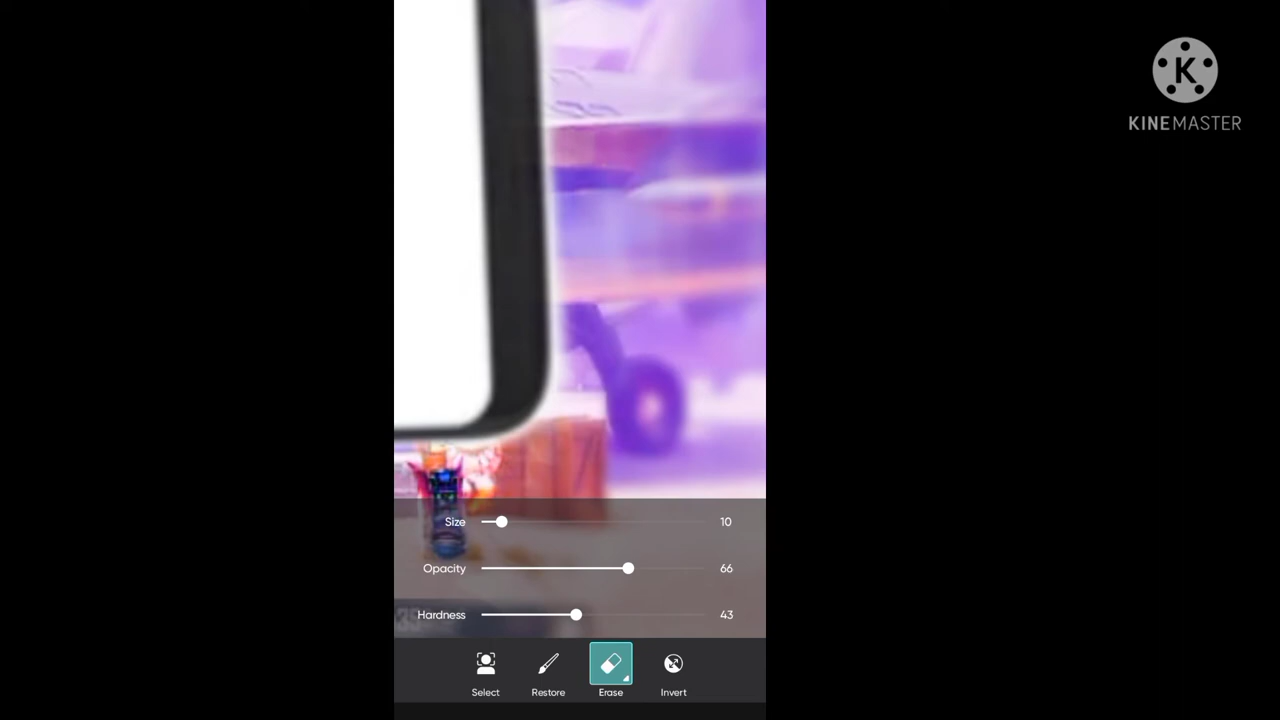 K
KINEMASTER
Size 10
Opacity 66
Hardness 43
Select Restore Erase Invert